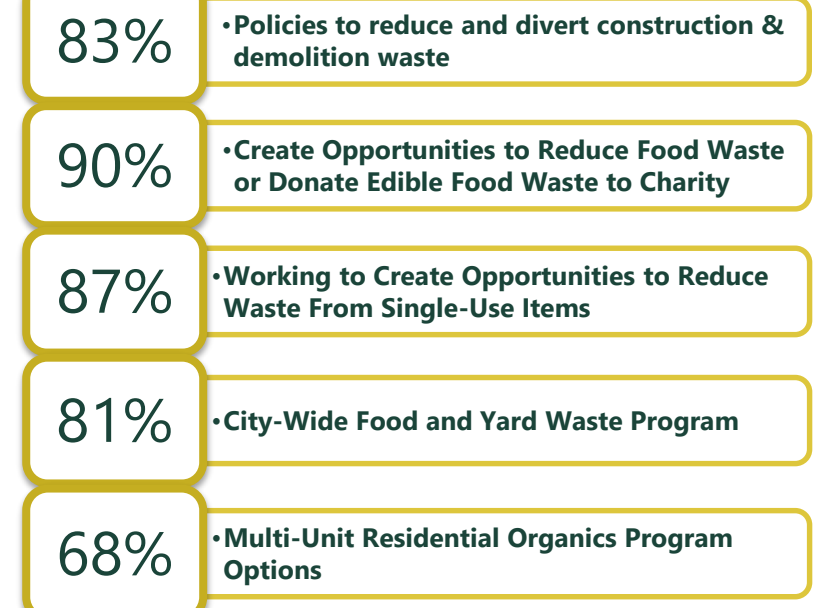 83%
•Policies to reduce and divert construction &
demolition waste
90%
•Create Opportunities to Reduce Food Waste
or Donate Edible Food Waste to Charity
87%
•Working to Create Opportunities to Reduce
Waste From Single-Use Items
81%
•City-Wide Food and Yard Waste Program
68%
•Multi-Unit Residential Organics Program
Options